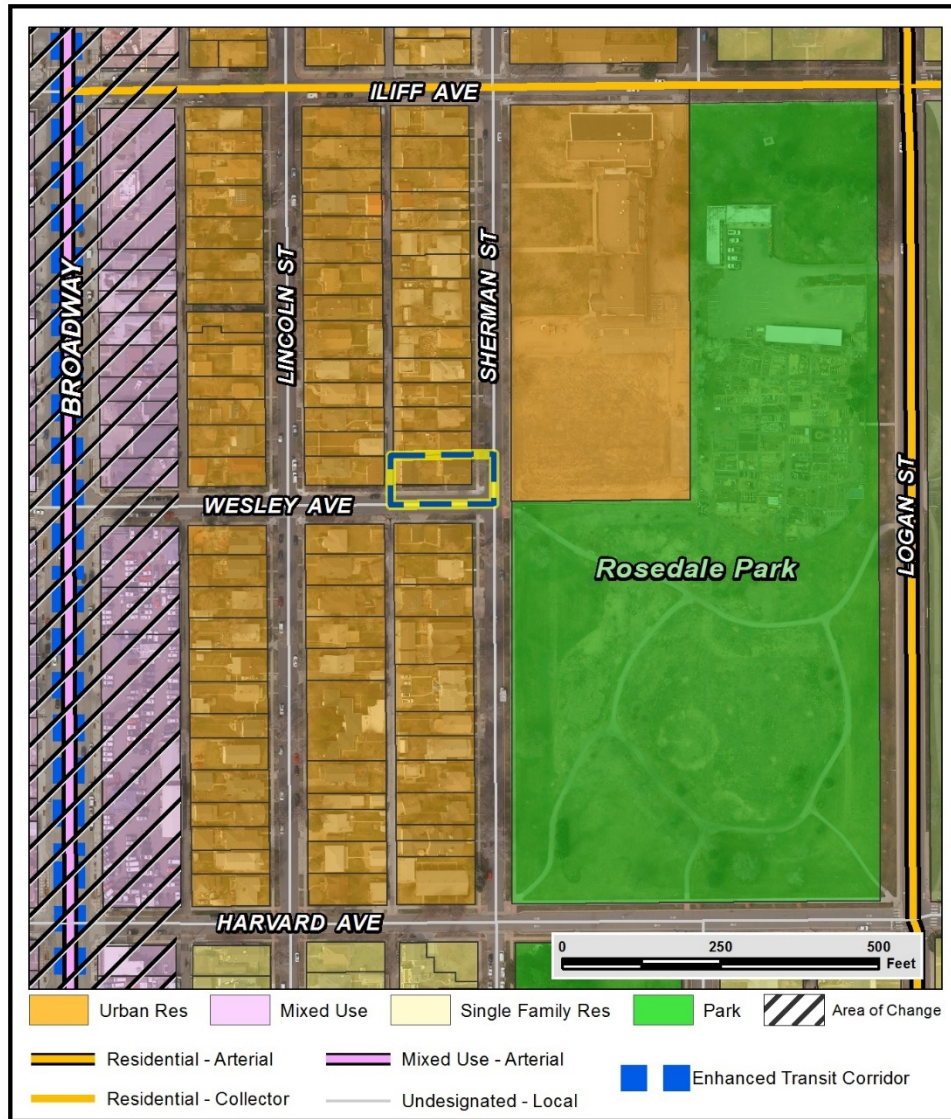 ILIFF AVE
BROADWAY
LINCOLN ST
SHERMAN ST
LOGAN ST
WESLEY AVE
Rosedale Park
HARVARD AVE
0 250 500
Feet
Urban Res
Mixed Use
Single Family Res
Park
Area of Change
Residential - Arterial
Mixed Use - Arterial
Enhanced Transit Corridor
Residential - Collector
Undesignated - Local